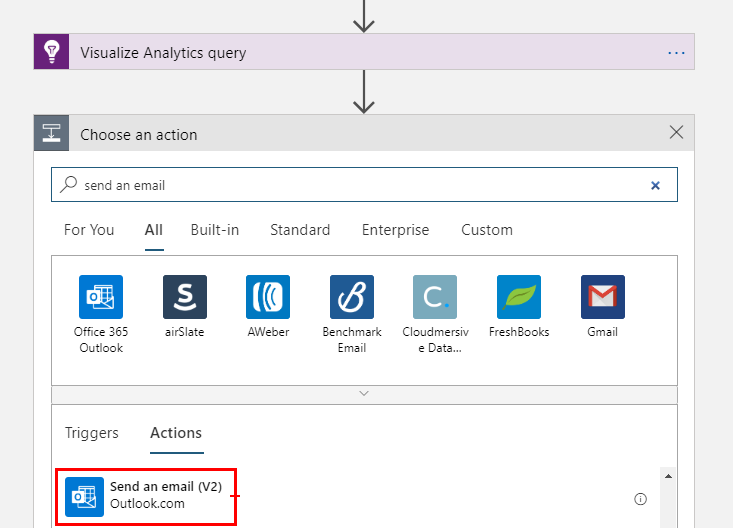 Visualize Analytics query
Choose an action
send an email
For You All Built-in Standard Enterprise Custom
Office 365 Outlook
airSlate
AWeber
Benchmark Email
Cloudmersiv e Data...
FreshBooks
Gmail
Triggers Actions
Send an email (V2)
Outlook.com